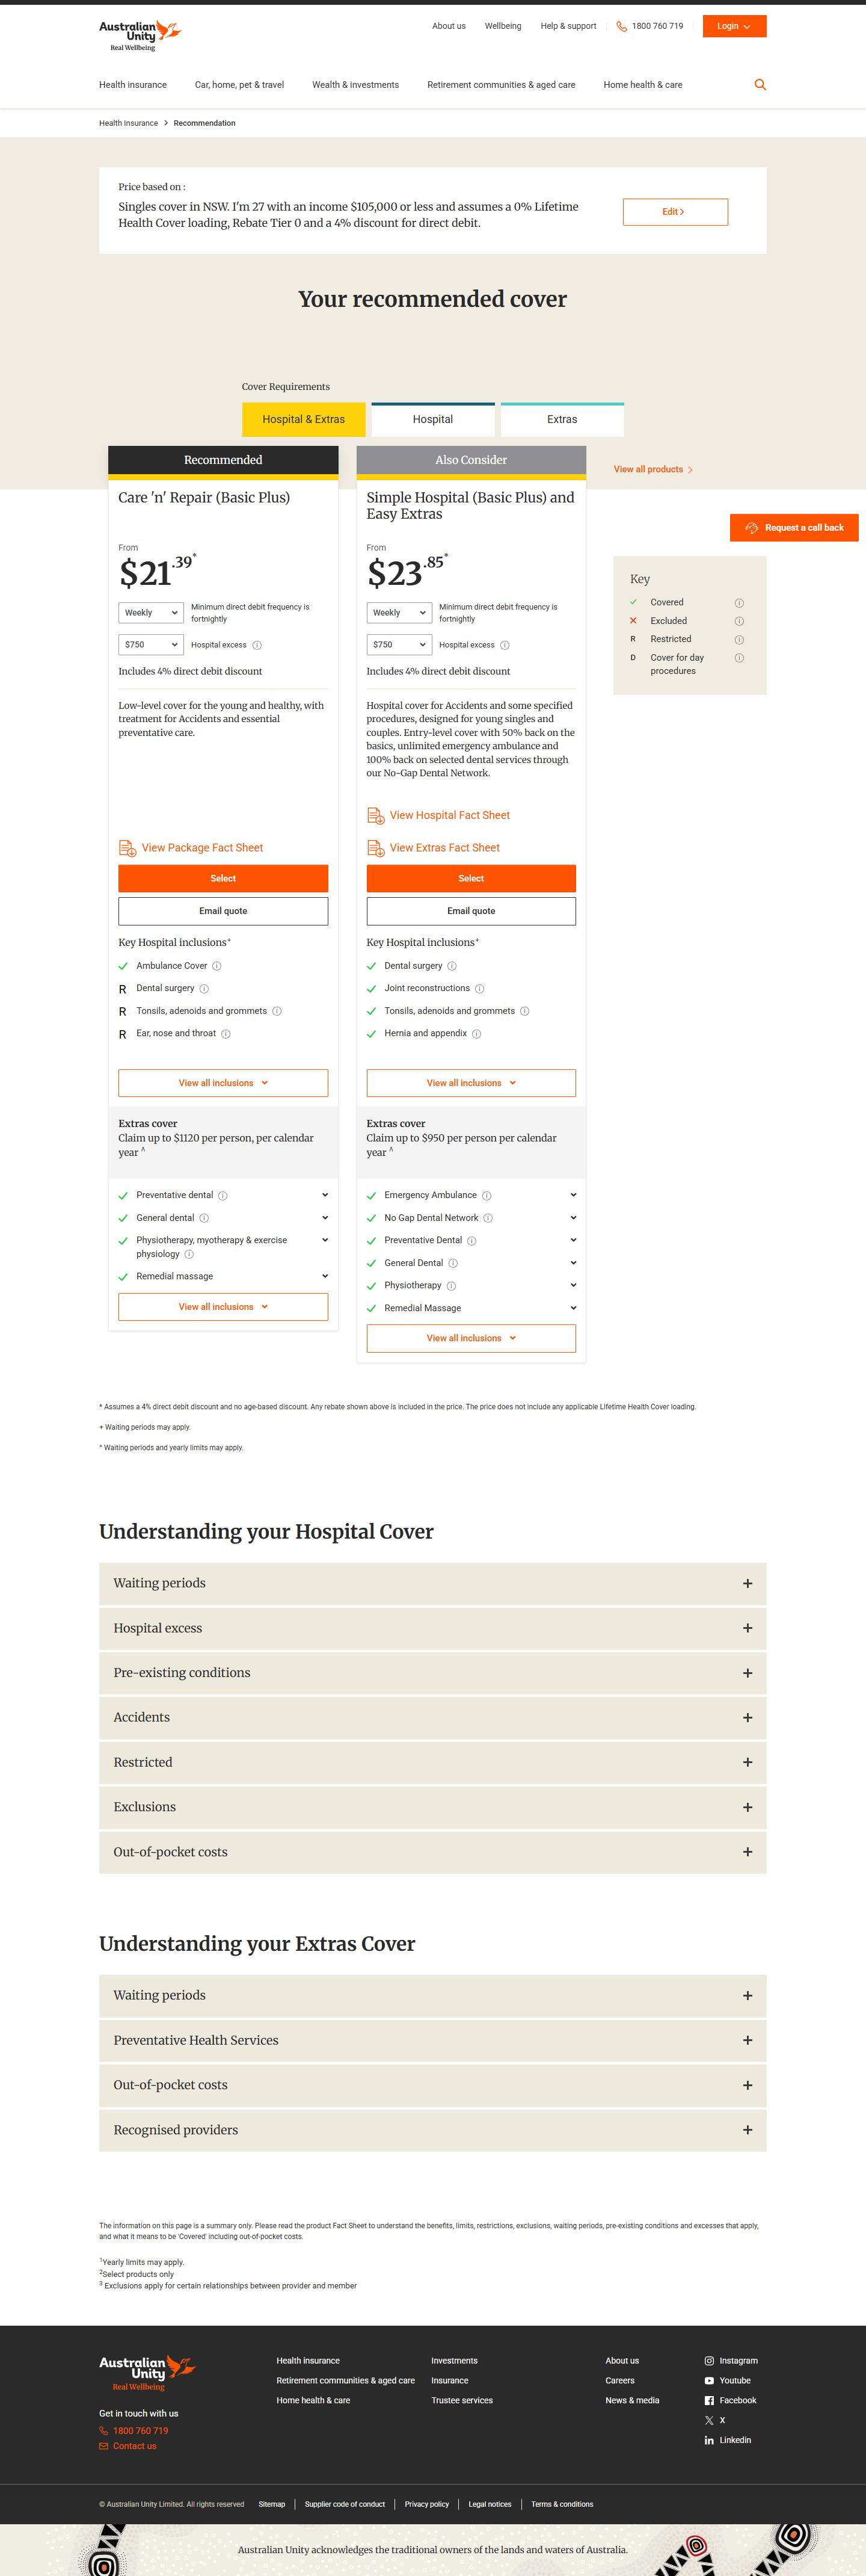 Australian
Unity
Real Wellbeing
About us
Wellbeing
Help & support
1800 760 719
Login
Health insurance
Car, home, pet & travel
Wealth & investments
Retirement communities & aged care
Home health & care
Health Insurance > Recommendation
Price based on :
Singles cover in NSW. I'm 27 with an income $105,000 or less and assumes a 0% Lifetime
Health Cover loading, Rebate Tier 0 and a 4% discount for direct debit.
Edit
Your recommended cover
Cover Requirements
Hospital & Extras
Hospital
Extras
View all products
Request a call back
Key
Covered
Excluded
R Restricted
D Cover for day
procedures
Recommended
Care 'n' Repair (Basic Plus)
From
$21.39*
Weekly
Minimum direct debit frequency is
fortnightly
$750
Hospital excess
Includes 4% direct debit discount
Low-level cover for the young and healthy, with
treatment for Accidents and essential
preventative care.
View Package Fact Sheet
Select
Email quote
Key Hospital inclusions+
Ambulance Cover
R Dental surgery
R Tonsils, adenoids and grommets
R Ear, nose and throat
View all inclusions
Extras cover
Claim up to $1120 per person, per calendar
year ^
Preventative dental
General dental
Physiotherapy, myotherapy & exercise
physiology
Remedial massage
View all inclusions
Also Consider
Simple Hospital (Basic Plus) and
Easy Extras
From
$23.85*
Weekly
Minimum direct debit frequency is
fortnightly
$750
Hospital excess
Includes 4% direct debit discount
Hospital cover for Accidents and some specified
procedures, designed for young singles and
couples. Entry-level cover with 50% back on the
basics, unlimited emergency ambulance and
100% back on selected dental services through
our No-Gap Dental Network.
View Hospital Fact Sheet
View Extras Fact Sheet
Select
Email quote
Key Hospital inclusions+
Dental surgery
Joint reconstructions
Tonsils, adenoids and grommets
Hernia and appendix
View all inclusions
Extras cover
Claim up to $950 per person per calendar
year ^
Emergency Ambulance
No Gap Dental Network
Preventative Dental
General Dental
Physiotherapy
Remedial Massage
View all inclusions
* Assumes a 4% direct debit discount and no age-based discount. Any rebate shown above is included in the price. The price does not include any applicable Lifetime Health Cover loading.
+ Waiting periods may apply.
^ Waiting periods and yearly limits may apply.
Understanding your Hospital Cover
Waiting periods
Hospital excess
Pre-existing conditions
Accidents
Restricted
Exclusions
Out-of-pocket costs
Understanding your Extras Cover
Waiting periods
Preventative Health Services
Out-of-pocket costs
Recognised providers
The information on this page is a summary only. Please read the product Fact Sheet to understand the benefits, limits, restrictions, exclusions, waiting periods, pre-existing conditions and excesses that apply,
and what it means to be 'Covered' including out-of-pocket costs.
1Yearly limits may apply.
2Select products only
3 Exclusions apply for certain relationships between provider and member
Australian
Unity
Real Wellbeing
Get in touch with us
1800 760 719
Contact us
Health insurance
Retirement communities & aged care
Home health & care
Investments
Insurance
Trustee services
About us
Careers
News & media
Instagram
Youtube
Facebook
X
Linkedin
© Australian Unity Limited. All rights reserved
Sitemap
Supplier code of conduct
Privacy policy
Legal notices
Terms & conditions
Australian Unity acknowledges the traditional owners of the lands and waters of Australia.